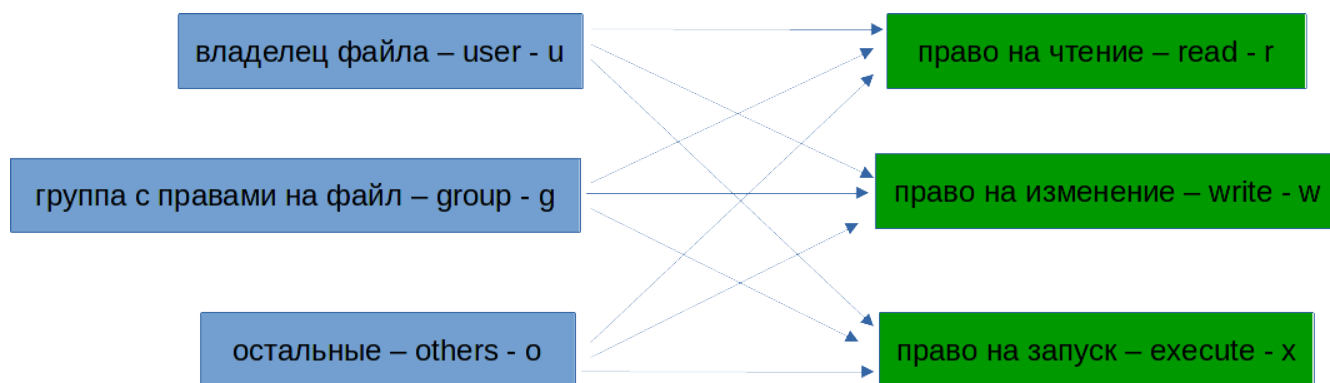 владелец файла – user - u
право на чтение – read - r
группа с правами на файл – group - g
право на изменение – write - w
остальные – others - o
право на запуск – execute - x